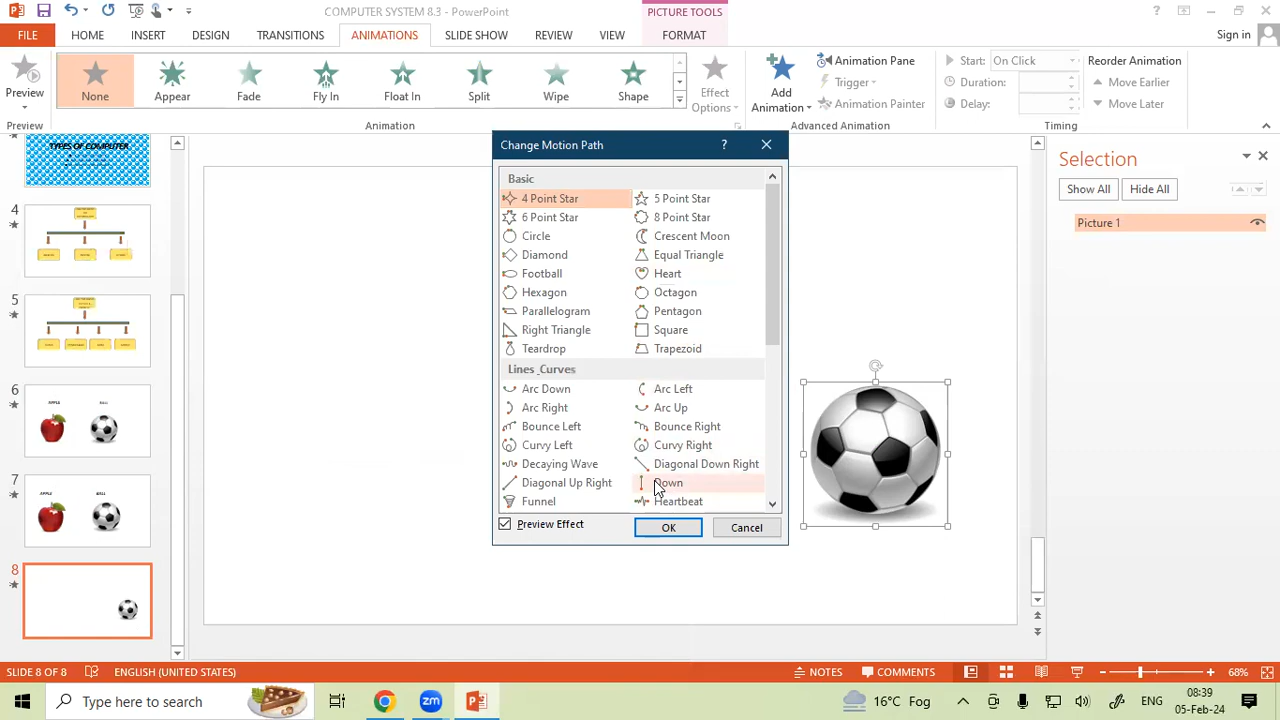 COMPUTER SYSTEM 8.3 - PowerPoint
PICTURE TOOLS
?
FILE
HOME
INSERT
DESIGN
TRANSITIONS
ANIMATIONS
SLIDE SHOW
REVIEW
VIEW
FORMAT
Sign in
Preview
None
Appear
Fade
Fly In
Float In
Split
Wipe
Shape
Effect
Options
Add
Animation
Animation Pane
Trigger
Animation Painter
Start: On Click
Duration:
Delay:
Reorder Animation
Move Earlier
Move Later
Preview
Animation
Advanced Animation
Timing
TYPES OF COMPUTER
4
5
6
APPLE
BALL
7
APPLE
BALL
8
Change Motion Path
?
Basic
4 Point Star
5 Point Star
6 Point Star
8 Point Star
Circle
Crescent Moon
Diamond
Equal Triangle
Football
Heart
Hexagon
Octagon
Parallelogram
Pentagon
Right Triangle
Square
Teardrop
Trapezoid
Lines_Curves
Arc Down
Arc Left
Arc Right
Arc Up
Bounce Left
Bounce Right
Curvy Left
Curvy Right
Decaying Wave
Diagonal Down Right
Diagonal Up Right
Down
Funnel
Heartbeat
Preview Effect
OK
Cancel
Selection
Show All
Hide All
Picture 1
SLIDE 8 OF 8
ENGLISH (UNITED STATES)
NOTES
COMMENTS
68%
Type here to search
16°C Fog
ENG
08:39
05-Feb-24